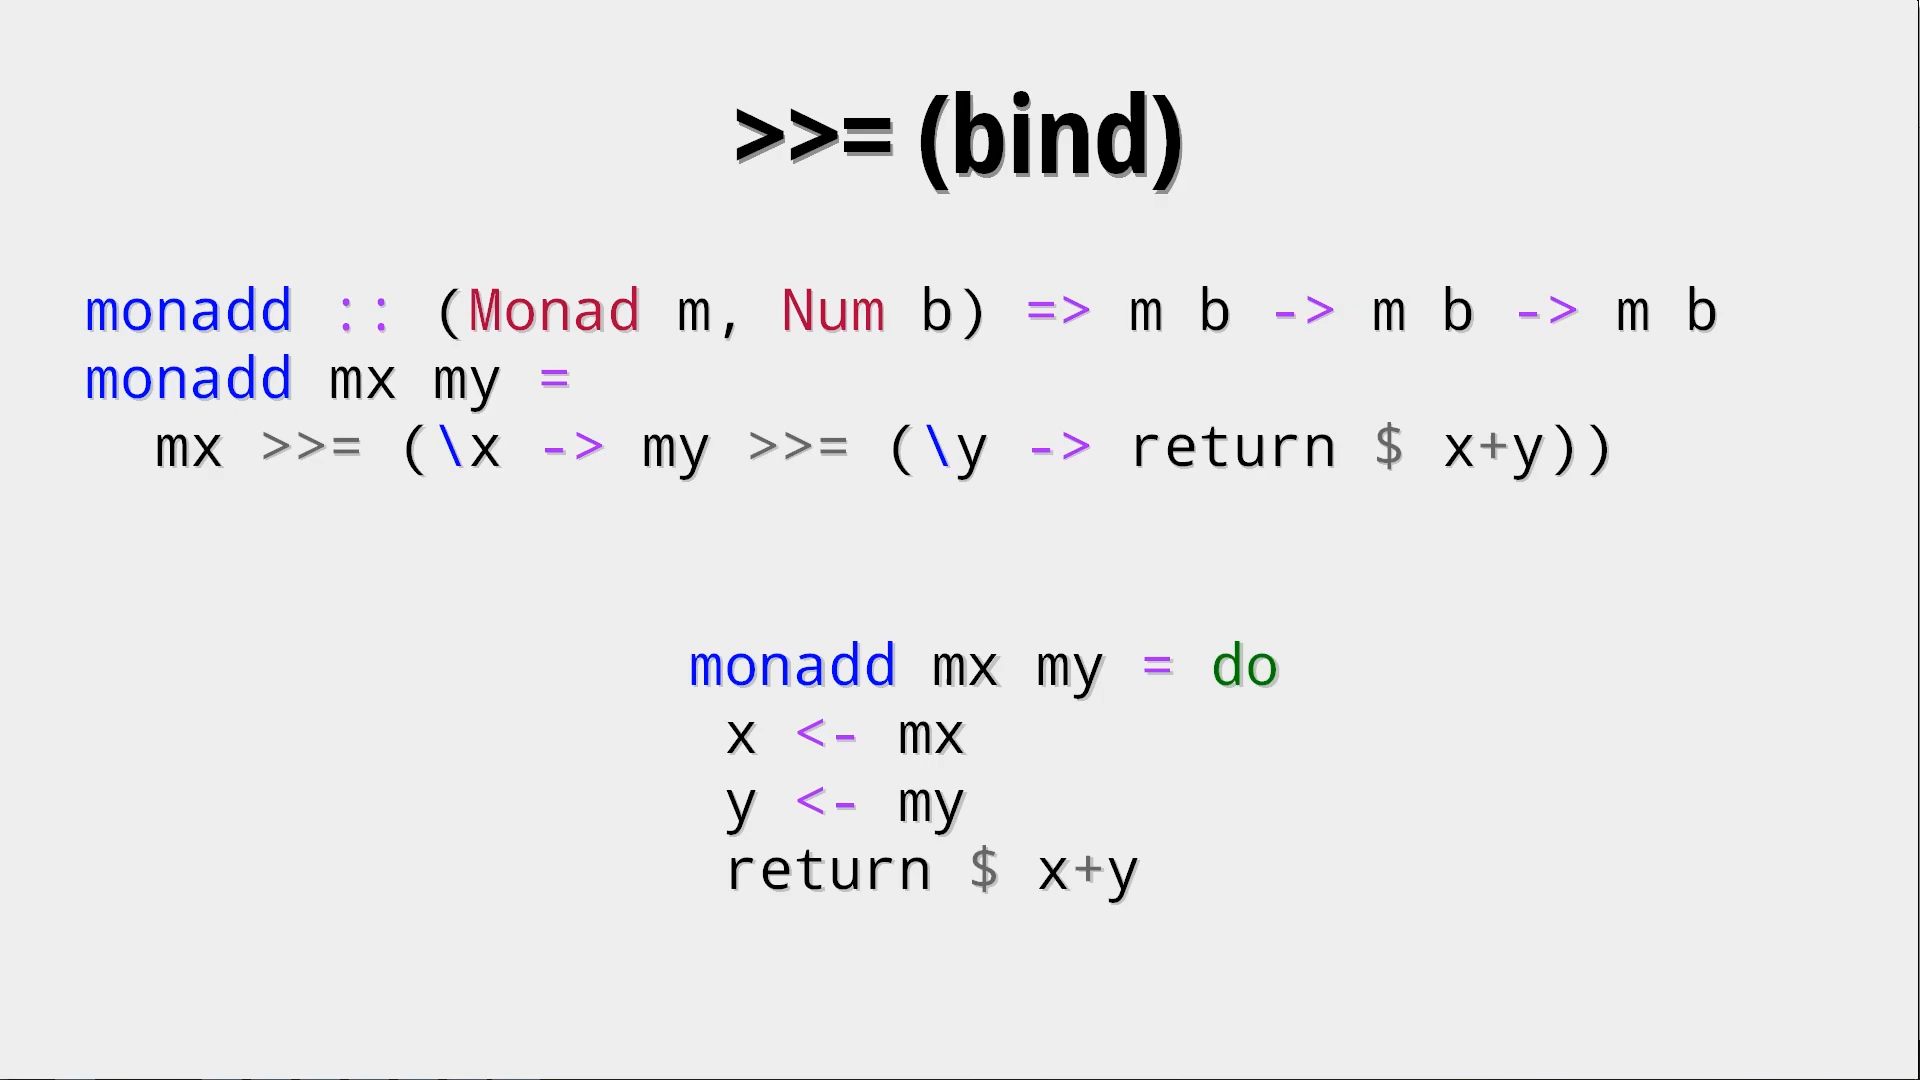 >>= (bind)
monadd :: (Monad m, Num b) => m b -> m b -> m b
monadd mx my =
  mx >>= (\x -> my >>= (\y -> return $ x+y))
monadd mx my = do
 x <- mx
 y <- my
 return $ x+y